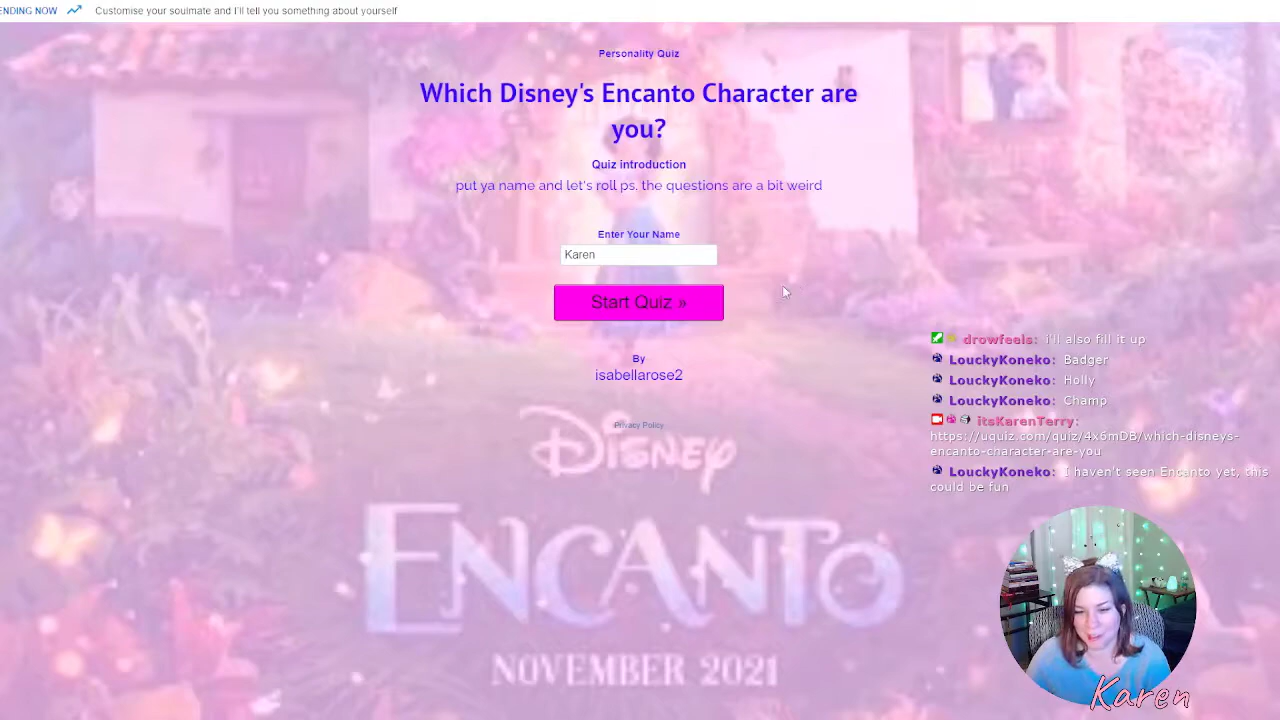 ENDING NOW Customise your soulmate and I'll tell you something about yourself
Personality Quiz
Which Disney's Encanto Character are
you?
Quiz introduction
put ya name and let's roll ps. the questions are a bit weird
Enter Your Name
Karen
Start Quiz »
By
isabellarose2
Privacy Policy
DISNEY
ENCANTO
NOVEMBER 2021
drowfeels: i'll also fill it up
LouckyKoneko: Badger
LouckyKoneko: Holly
LouckyKoneko: Champ
itsKarenTerry:
https://uquiz.com/quiz/4x6mDB/which-disneys-
encanto-character-are-you
LouckyKoneko: I haven't seen Encanto yet, this
could be fun
Karen